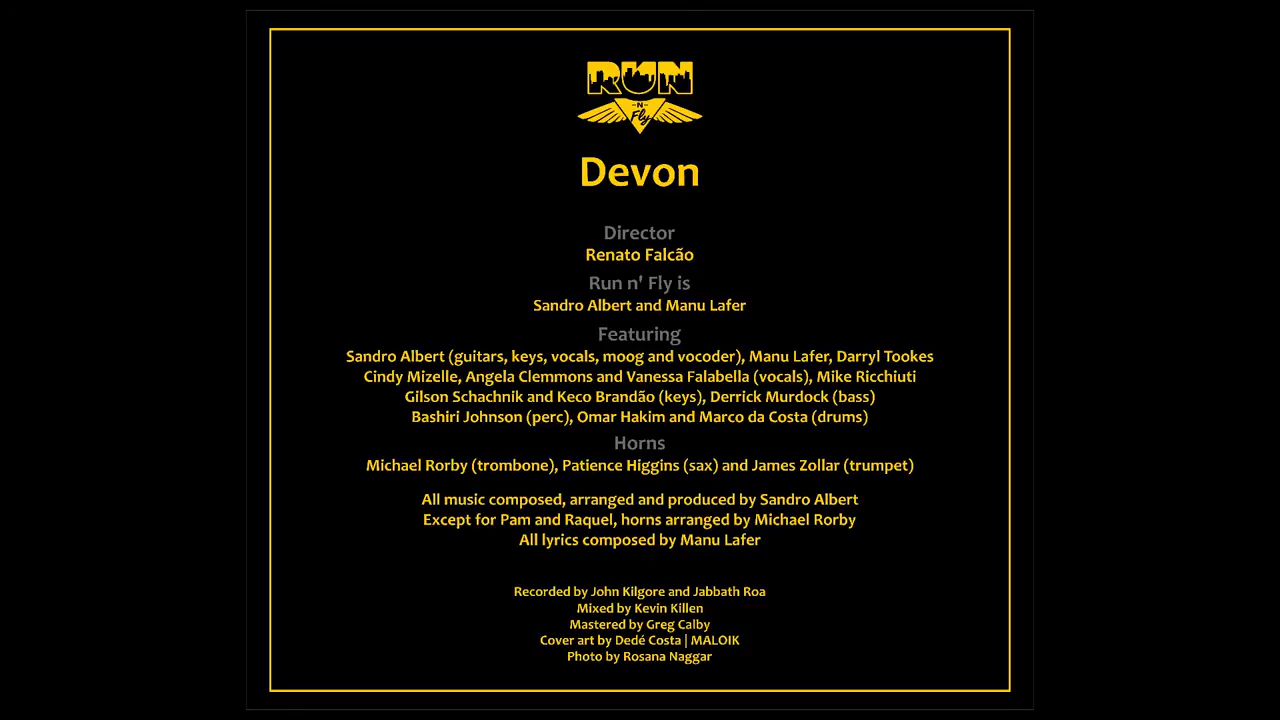 RUN
-N-
Fly
Devon
Director
Renato Falcão
Run n' Fly is
Sandro Albert and Manu Lafer
Featuring
Sandro Albert (guitars, keys, vocals, moog and vocoder), Manu Lafer, Darryl Tookes
Cindy Mizelle, Angela Clemmons and Vanessa Falabella (vocals), Mike Ricchiuti
Gilson Schachnik and Keco Brandão (keys), Derrick Murdock (bass)
Bashiri Johnson (perc), Omar Hakim and Marco da Costa (drums)
Horns
Michael Rorby (trombone), Patience Higgins (sax) and James Zollar (trumpet)
All music composed, arranged and produced by Sandro Albert
Except for Pam and Raquel, horns arranged by Michael Rorby
All lyrics composed by Manu Lafer
Recorded by John Kilgore and Jabbath Roa
Mixed by Kevin Killen
Mastered by Greg Calby
Cover art by Dedé Costa | MALOIK
Photo by Rosana Naggar